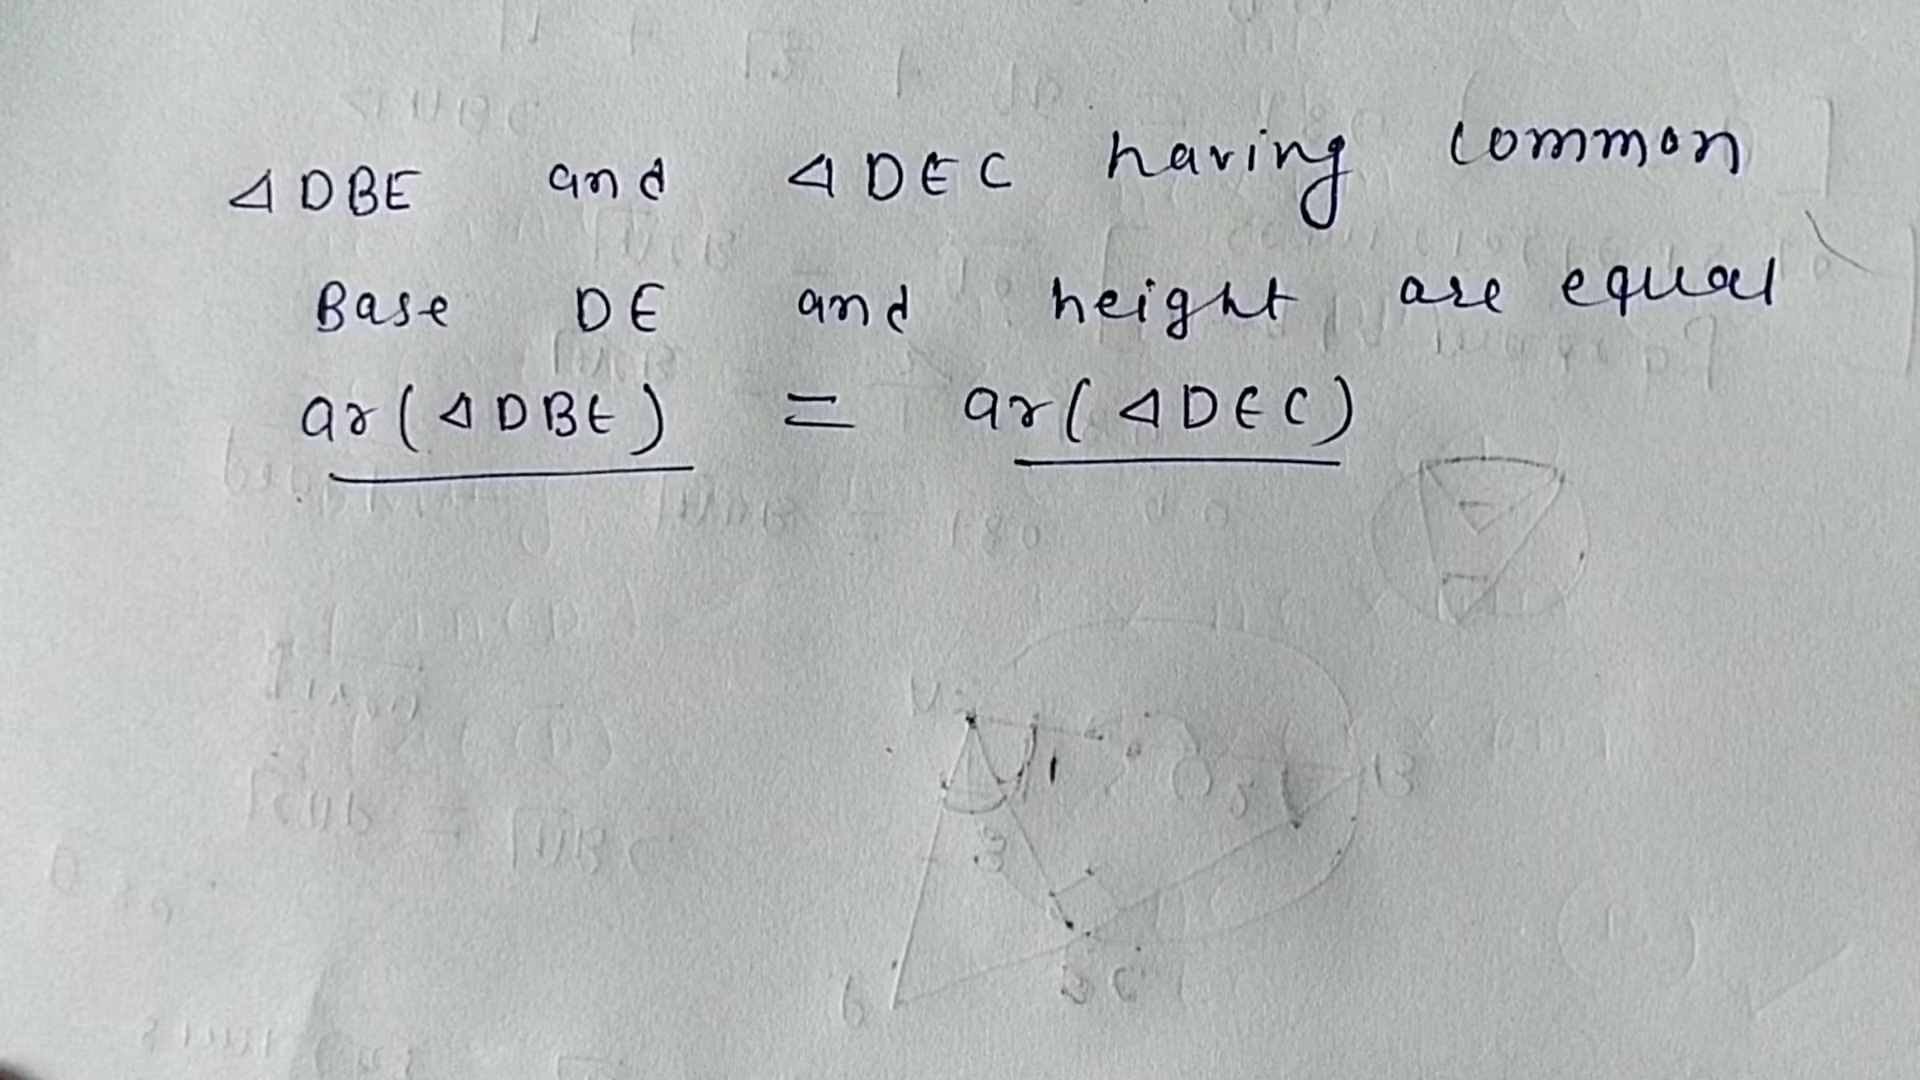 △DBE and △DEC having common
Base DE and height are equal
ar(△DBE) = ar(△DEC)